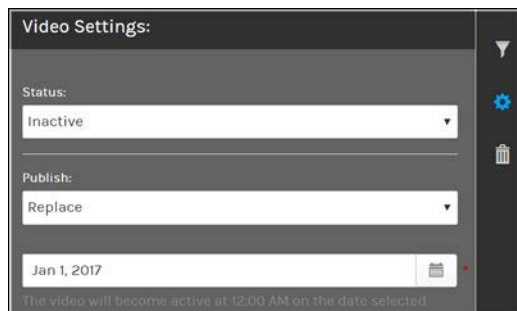 Video Settings:
Status:
Inactive
Publish:
Replace
Jan 1, 2017
*
The video will become active at 12:00 AM on the date selected